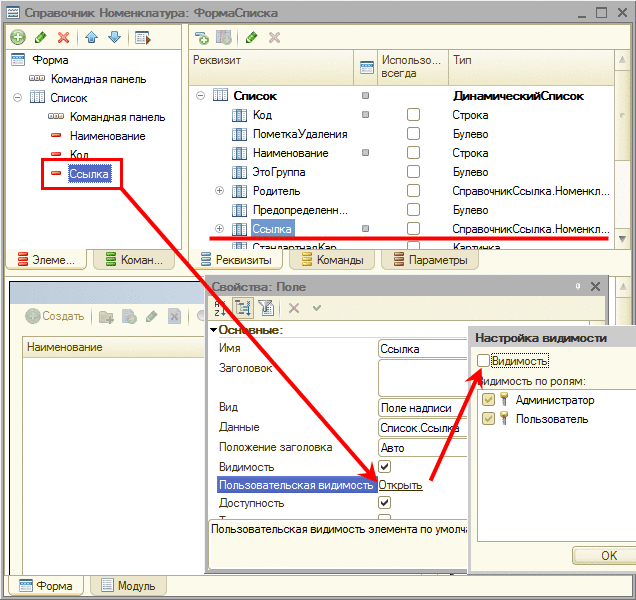 Справочник Номенклатура: ФормаСписка
Форма
Командная панель
Список
Командная панель
Наименование
Код
Ссылка
Элеме...
Коман...
Реквизит
Использо... всегда
Тип
Список
ДинамическийСписок
Код
Строка
ПометкаУдаления
Булево
Наименование
Строка
ЭтоГруппа
Булево
Родитель
СправочникСсылка.Номенкл...
Предопределенн...
Булево
Ссылка
СправочникСсылка.Номенкл...
СтандартнаяКар...
Картинка
Реквизиты
Команды
Параметры
Создать
Наименование
Свойства: Поле
Основные:
Имя
Ссылка
Заголовок
Вид
Поле надписи
Данные
Список.Ссылка
Положение заголовка
Авто
Видимость
Пользовательская видимость
Открыть
Доступность
Пользовательская видимость элемента по умолча
Настройка видимости
Видимость
Видимость по ролям:
Администратор
Пользователь
OK
Форма
Модуль